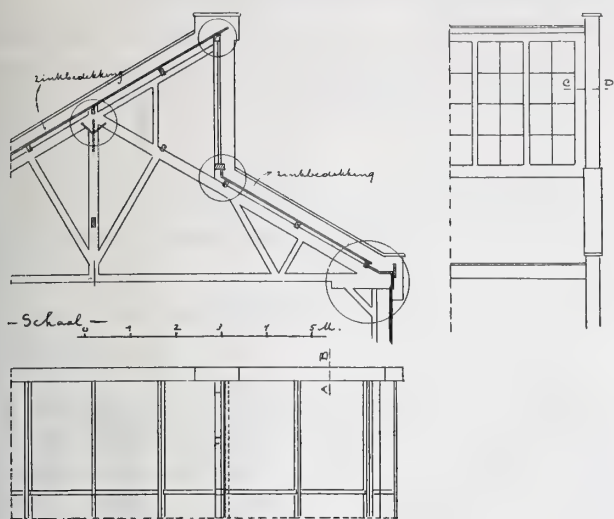 zinkbedekking
zinkbedekking
C D
- Schaal -
0 1 2 3 4 5 M.
A B